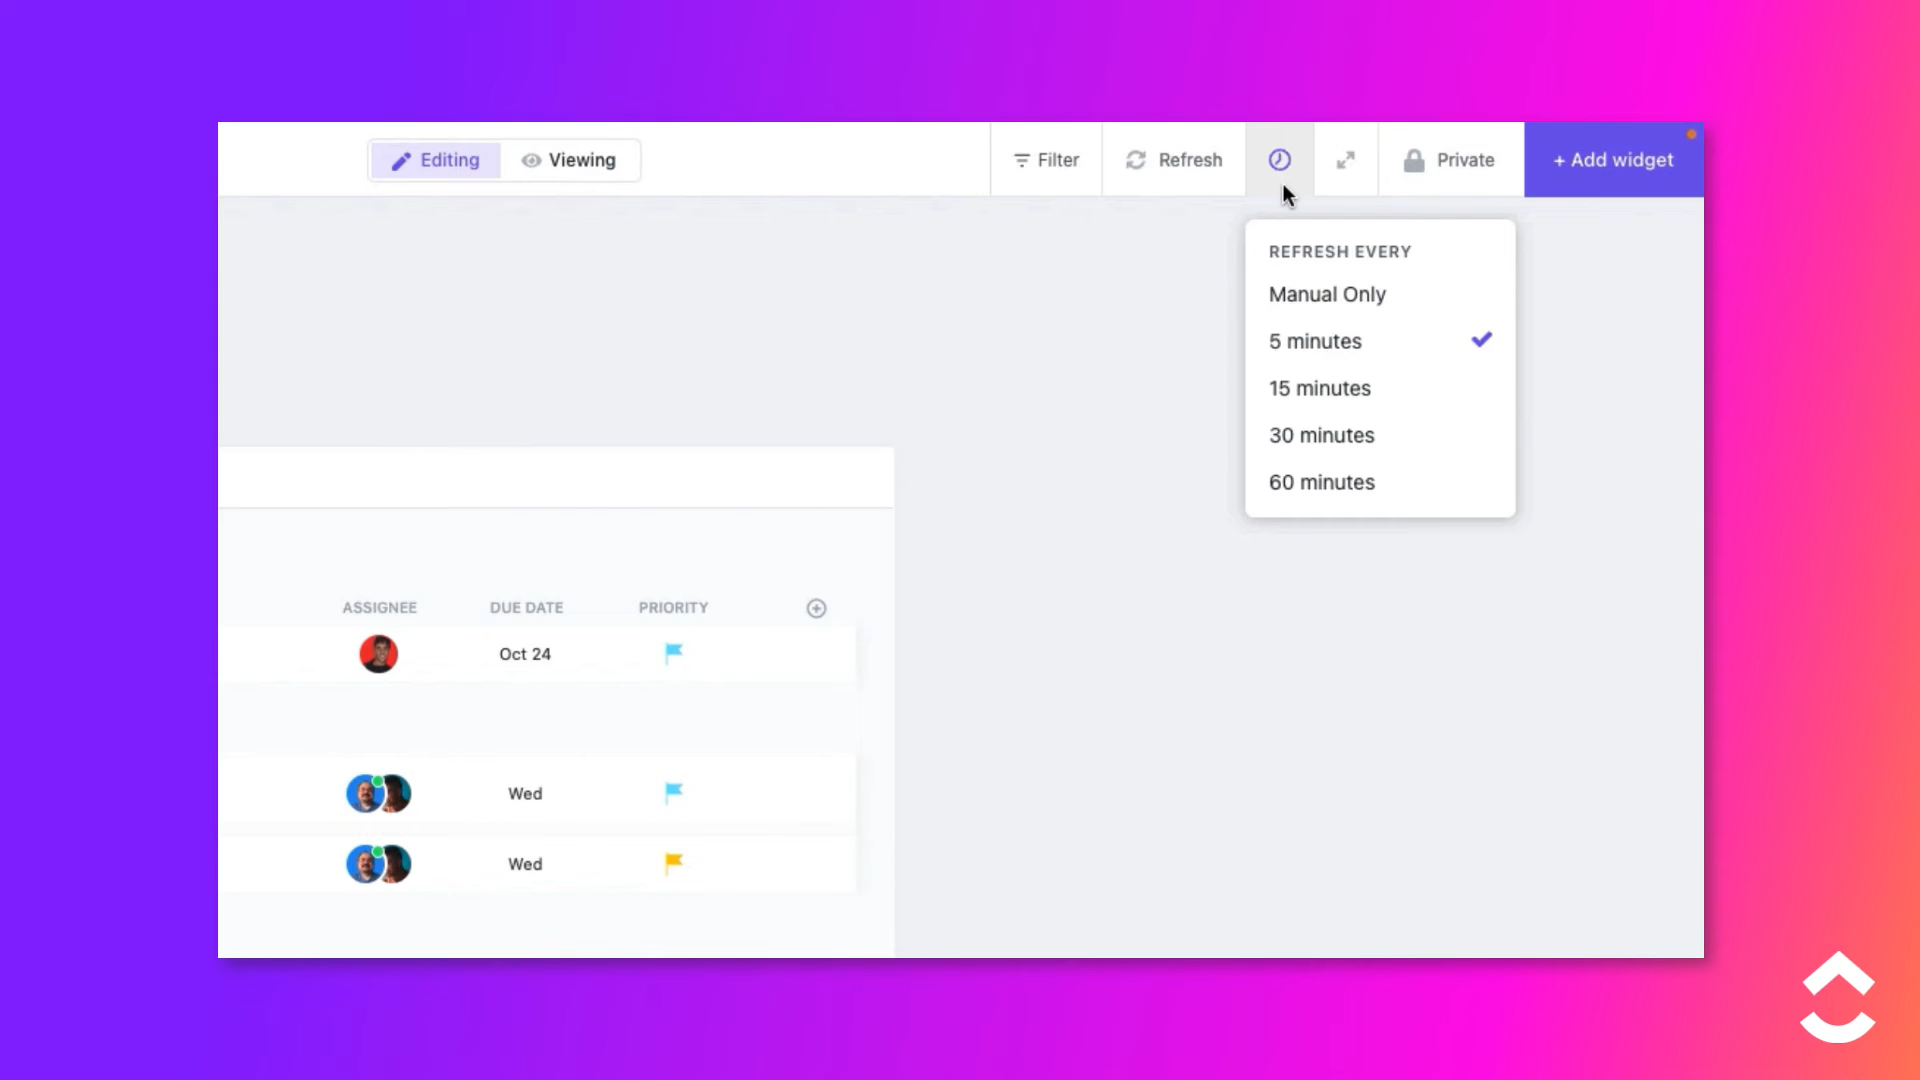 Editing Viewing Filter Refresh Private + Add widget
REFRESH EVERY
Manual Only
5 minutes
15 minutes
30 minutes
60 minutes
ASSIGNEE DUE DATE PRIORITY
Oct 24
Wed
Wed